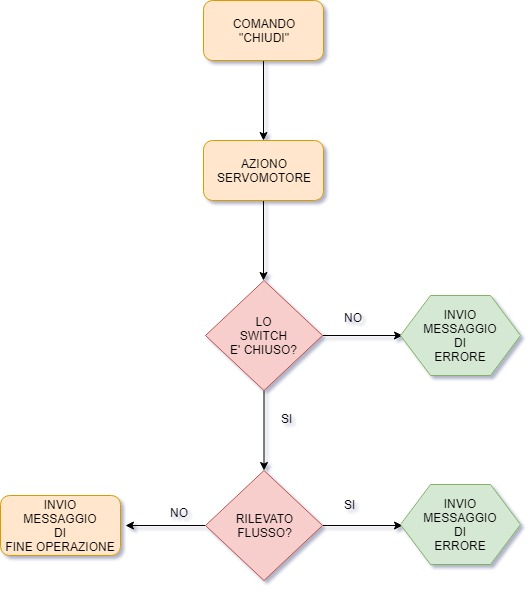 COMANDO
"CHIUDI"
AZIONO
SERVOMOTORE
LO
SWITCH
E' CHIUSO?
NO
INVIO
MESSAGGIO
DI
ERRORE
SI
RILEVATO
FLUSSO?
NO
INVIO
MESSAGGIO
DI
FINE OPERAZIONE
SI
INVIO
MESSAGGIO
DI
ERRORE